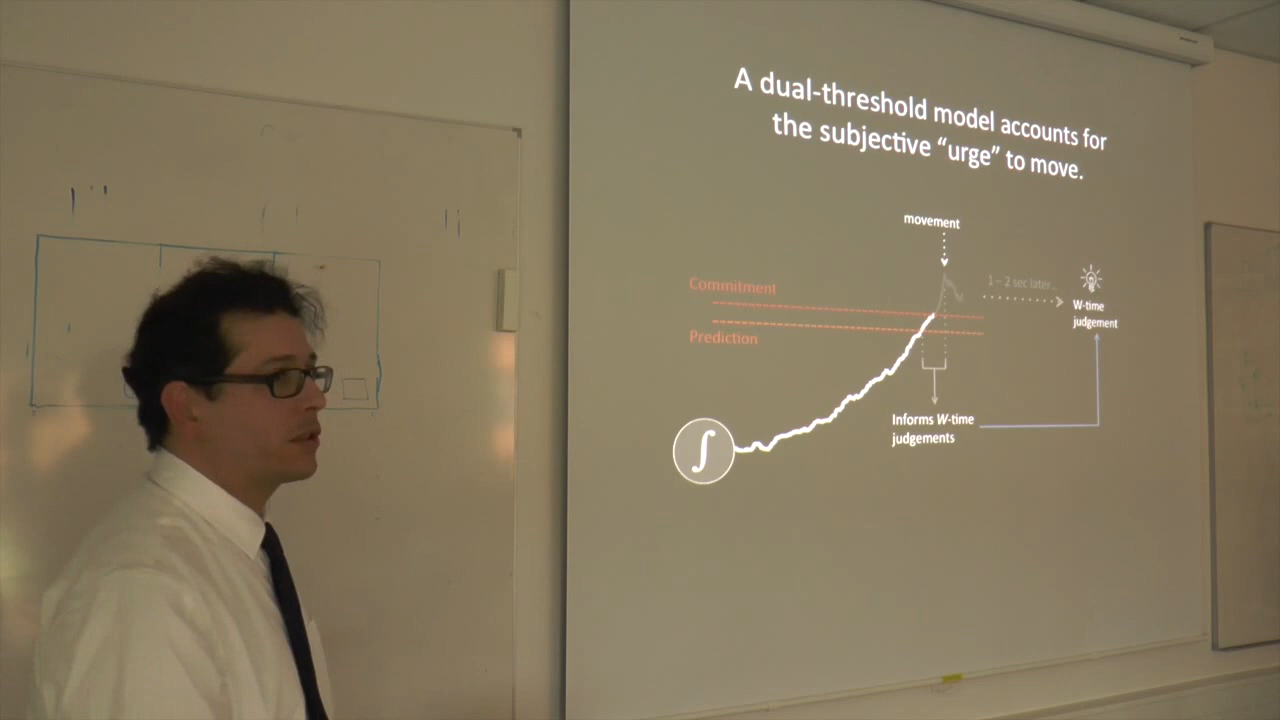 A dual-threshold model accounts for
the subjective “urge” to move.
movement
Commitment
1 – 2 sec later...
W-time
judgement
Prediction
Informs W-time
judgements
∫